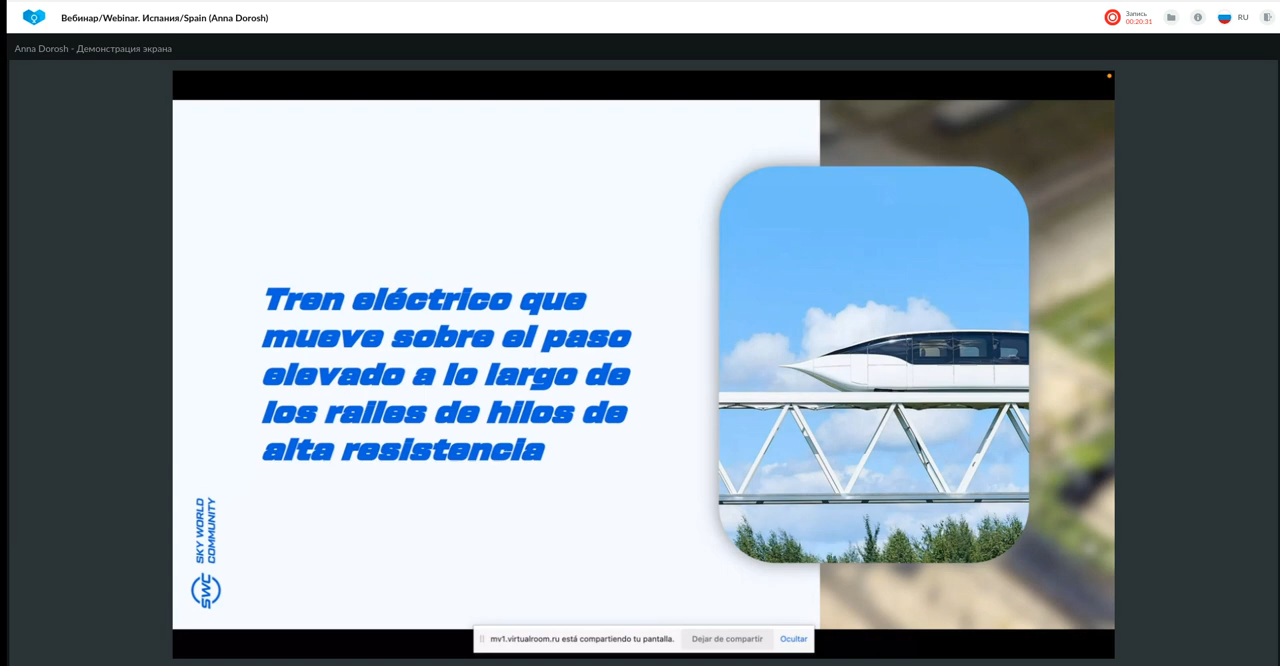 Вебинар/Webinar. Испания/Spain (Anna Dorosh)
Запись
00:20:31
RU
Anna Dorosh - Демонстрация экрана
Tren eléctrico que
mueve sobre el paso
elevado a lo largo de
los raíles de hilos de
alta resistencia
SKY WORLD
COMMUNITY
SWC
mv1.virtualroom.ru está compartiendo tu pantalla.
Dejar de compartir
Ocultar